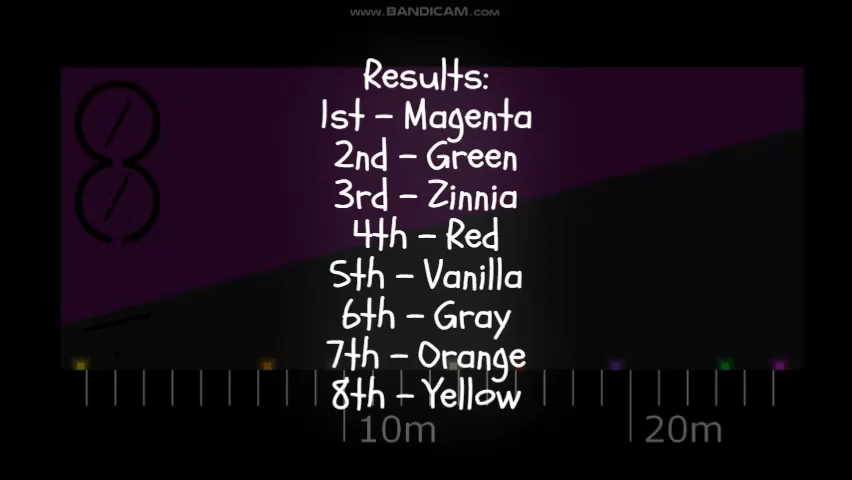 www.BANDICAM.com
Results:
1st – Magenta
2nd – Green
3rd – Zinnia
4th – Red
5th – Vanilla
6th – Gray
7th – Orange
8th – Yellow
10m
20m